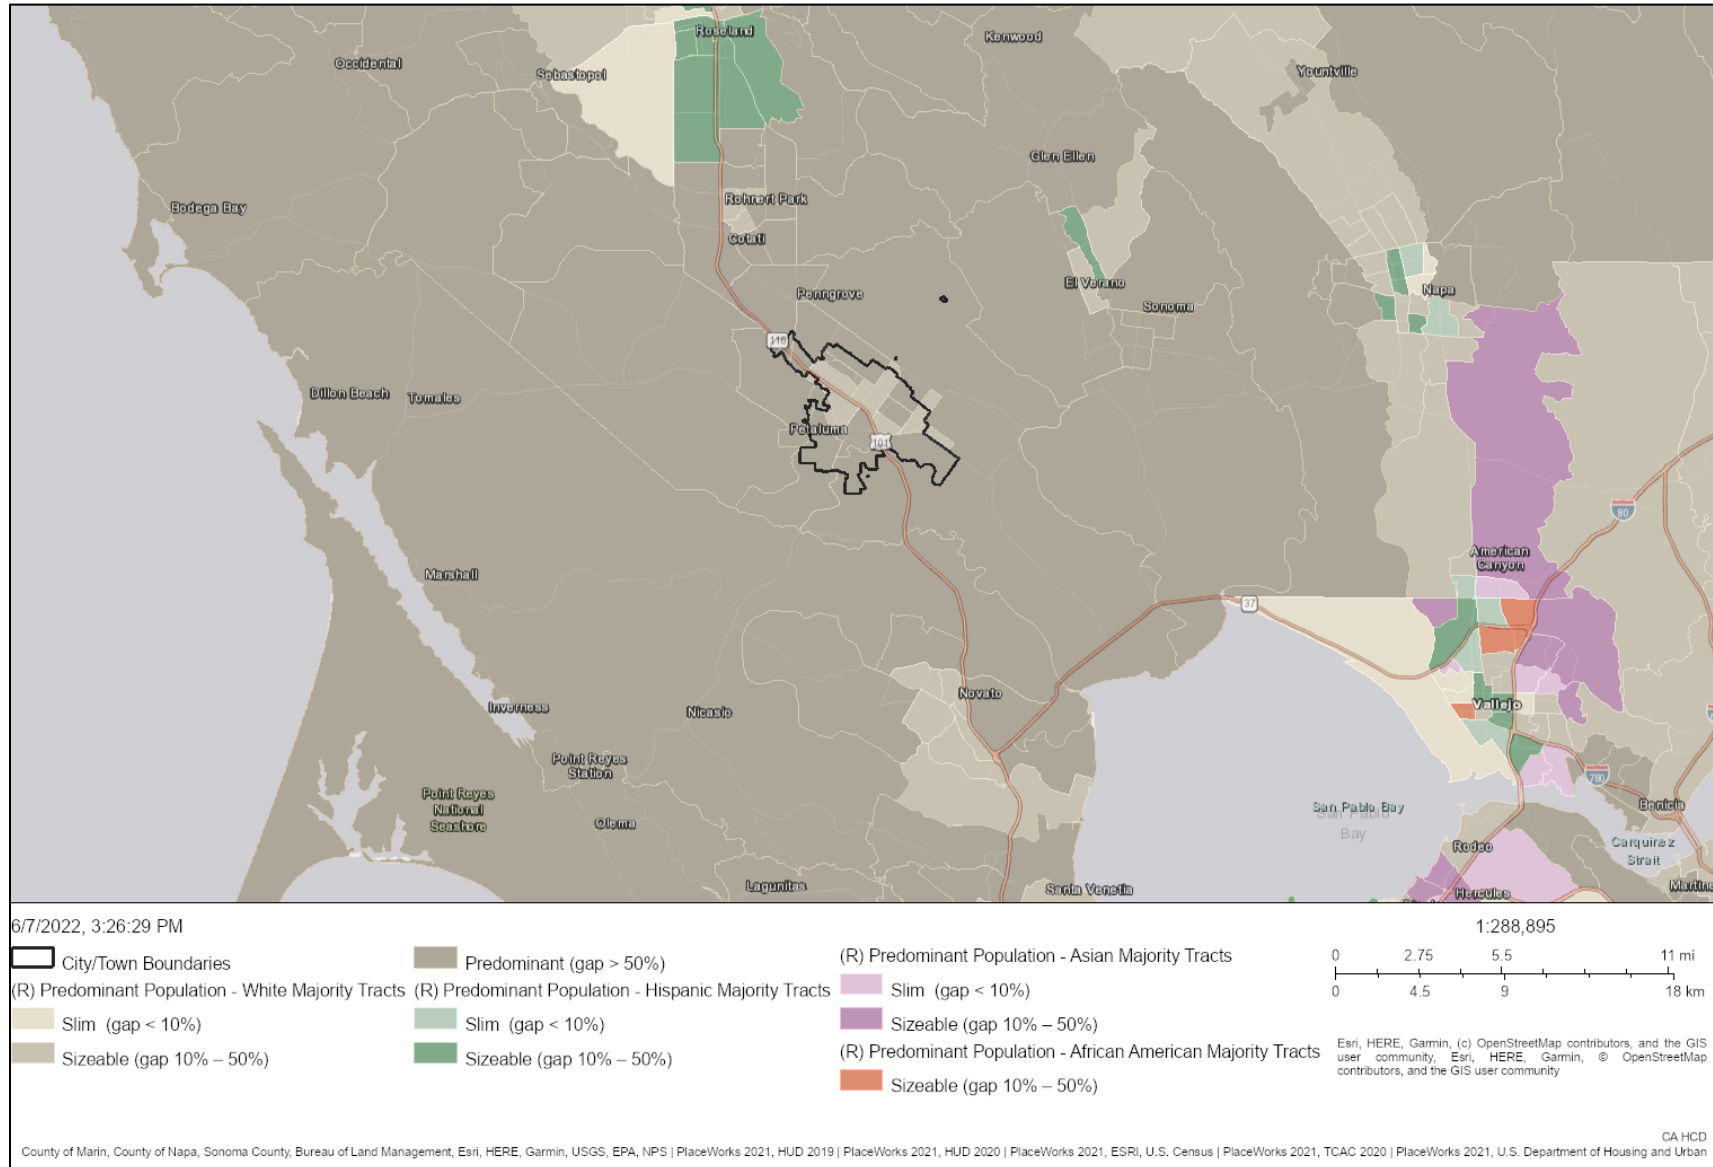 Roseland
Kenwood
Occidental
Sebastopol
Yountville
Glen Ellen
Bodega Bay
Rohnert Park
Cotati
El Verano
Napa
Penngrove
Sonoma
116
Dillon Beach
Tomales
Petaluma
101
80
American
Canyon
Marshall
37
Novato
Inverness
Nicasio
Vallejo
Point Reyes
Station
780
Point Reyes
National
Seashore
Olema
San Pablo Bay
San Pablo
Bay
Benicia
Rodeo
Carquinez
Strait
Lagunitas
Santa Venetia
Hercules
6/7/2022, 3:26:29 PM
City/Town Boundaries
(R) Predominant Population - White Majority Tracts
Slim (gap < 10%)
Sizeable (gap 10% – 50%)
Predominant (gap > 50%)
(R) Predominant Population - Hispanic Majority Tracts
Slim (gap < 10%)
Sizeable (gap 10% – 50%)
(R) Predominant Population - Asian Majority Tracts
Slim (gap < 10%)
Sizeable (gap 10% – 50%)
(R) Predominant Population - African American Majority Tracts
Sizeable (gap 10% – 50%)
1:288,895
0 2.75 5.5 11 mi
0 4.5 9 18 km
Esri, HERE, Garmin, (c) OpenStreetMap contributors, and the GIS
user community, Esri, HERE, Garmin, © OpenStreetMap
contributors, and the GIS user community
CA HCD
County of Marin, County of Napa, Sonoma County, Bureau of Land Management, Esri, HERE, Garmin, USGS, EPA, NPS | PlaceWorks 2021, HUD 2019 | PlaceWorks 2021, HUD 2020 | PlaceWorks 2021, ESRI, U.S. Census | PlaceWorks 2021, TCAC 2020 | PlaceWorks 2021, U.S. Department of Housing and Urban